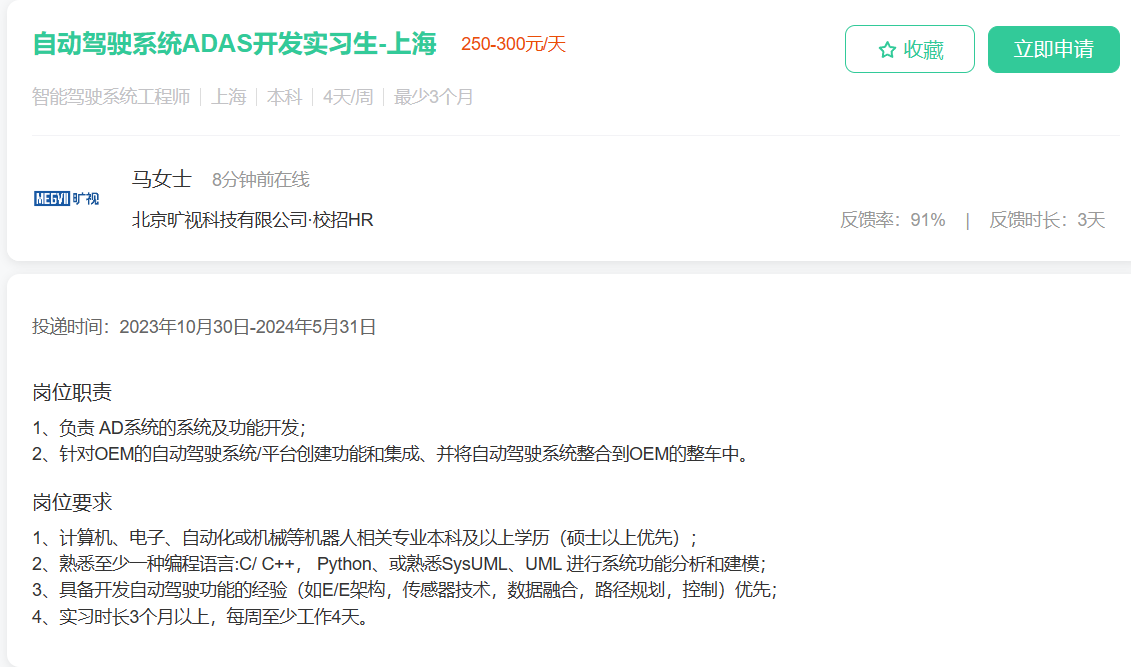 自动驾驶系统ADAS开发实习生-上海 250-300元/天
收藏
立即申请
智能驾驶系统工程师 | 上海 | 本科 | 4天/周 | 最少3个月
马女士 8分钟前在线
MEGVII 旷视
北京旷视科技有限公司·校招HR
反馈率：91% | 反馈时长：3天
投递时间：2023年10月30日-2024年5月31日
岗位职责
1、负责 AD系统的系统及功能开发；
2、针对OEM的自动驾驶系统/平台创建功能和集成、并将自动驾驶系统整合到OEM的整车中。
岗位要求
1、计算机、电子、自动化或机械等机器人相关专业本科及以上学历（硕士以上优先）；
2、熟悉至少一种编程语言:C/ C++， Python、或熟悉SysUML、UML 进行系统功能分析和建模；
3、具备开发自动驾驶功能的经验（如E/E架构，传感器技术，数据融合，路径规划，控制）优先；
4、实习时长3个月以上，每周至少工作4天。